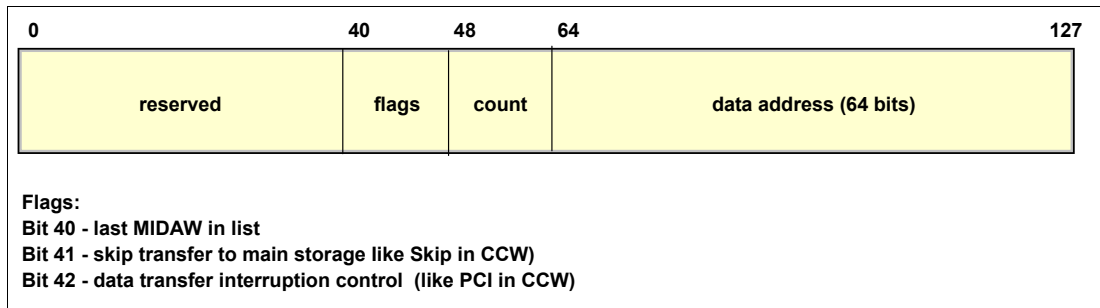 0 40 48 64 127
reserved flags count data address (64 bits)
Flags:
Bit 40 - last MIDAW in list
Bit 41 - skip transfer to main storage like Skip in CCW)
Bit 42 - data transfer interruption control  (like PCI in CCW)